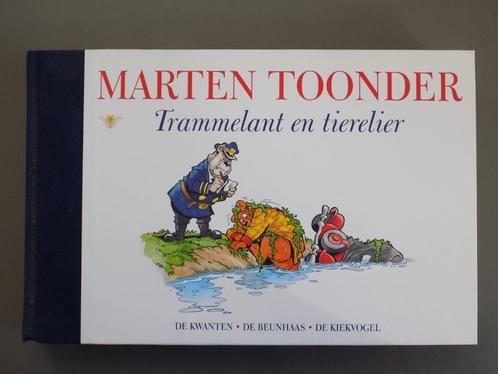 MARTEN TOONDER
Trammelant en tierelier
DE KWANTEN • DE BEUNHAAS • DE KIEKVOGEL